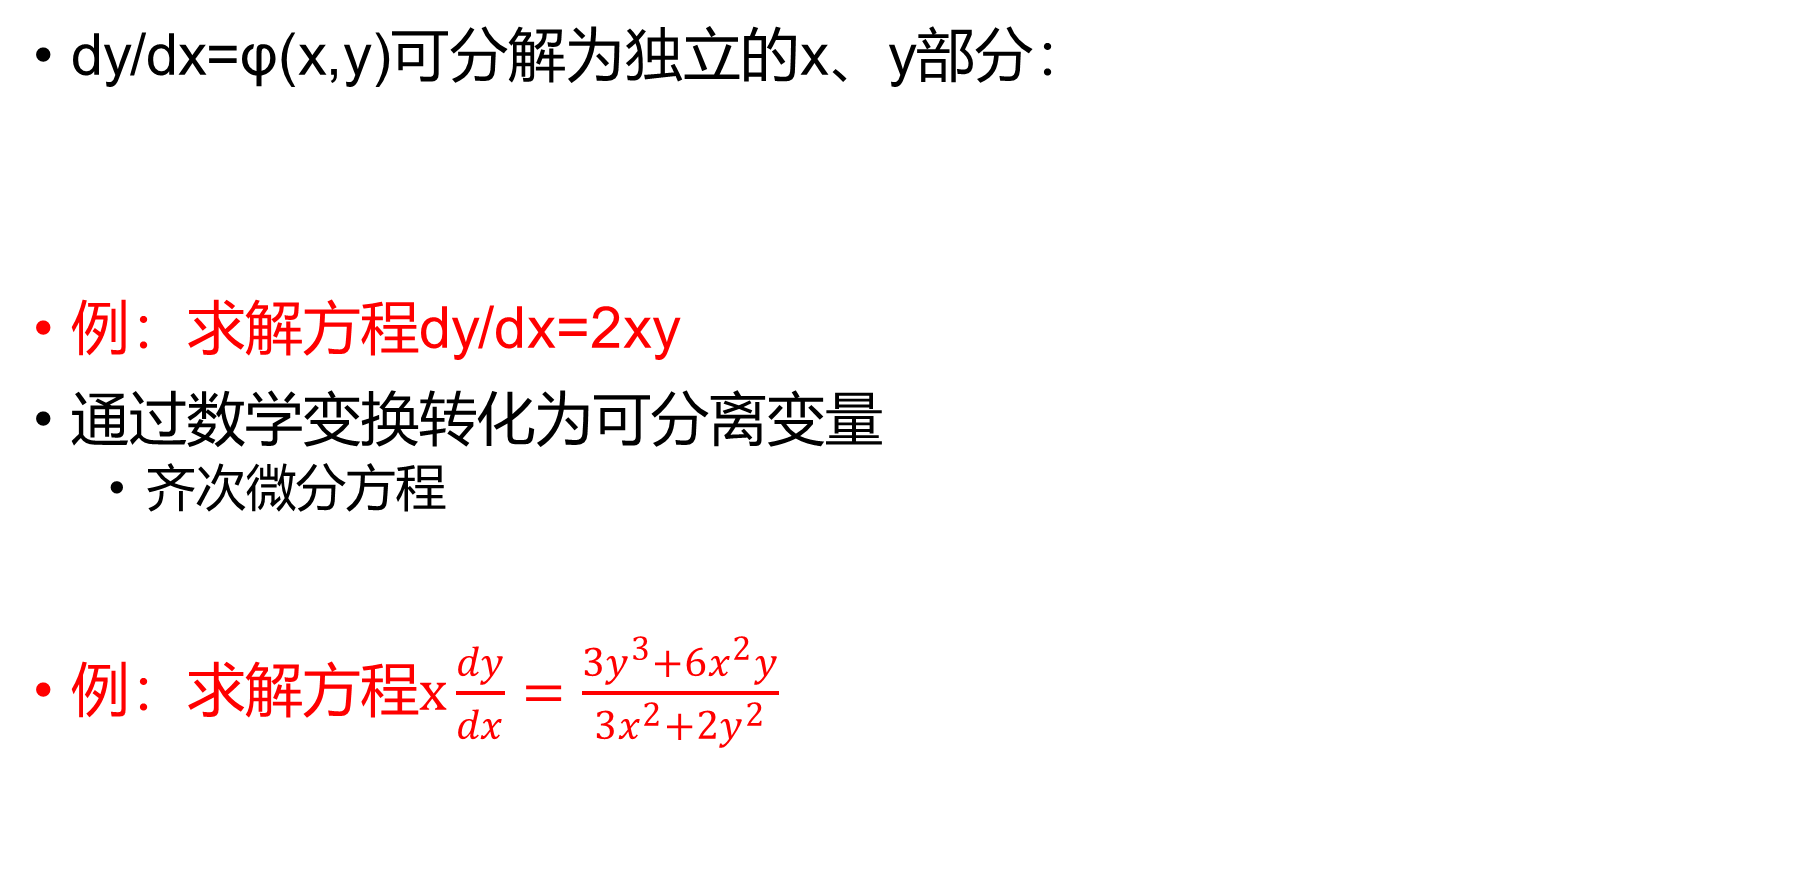 • dy/dx=φ(x,y)可分解为独立的x、y部分：
• 例：求解方程dy/dx=2xy
• 通过数学变换转化为可分离变量
• 齐次微分方程
• 例：求解方程x\frac{dy}{dx} = \frac{3y^3+6x^2y}{3x^2+2y^2}